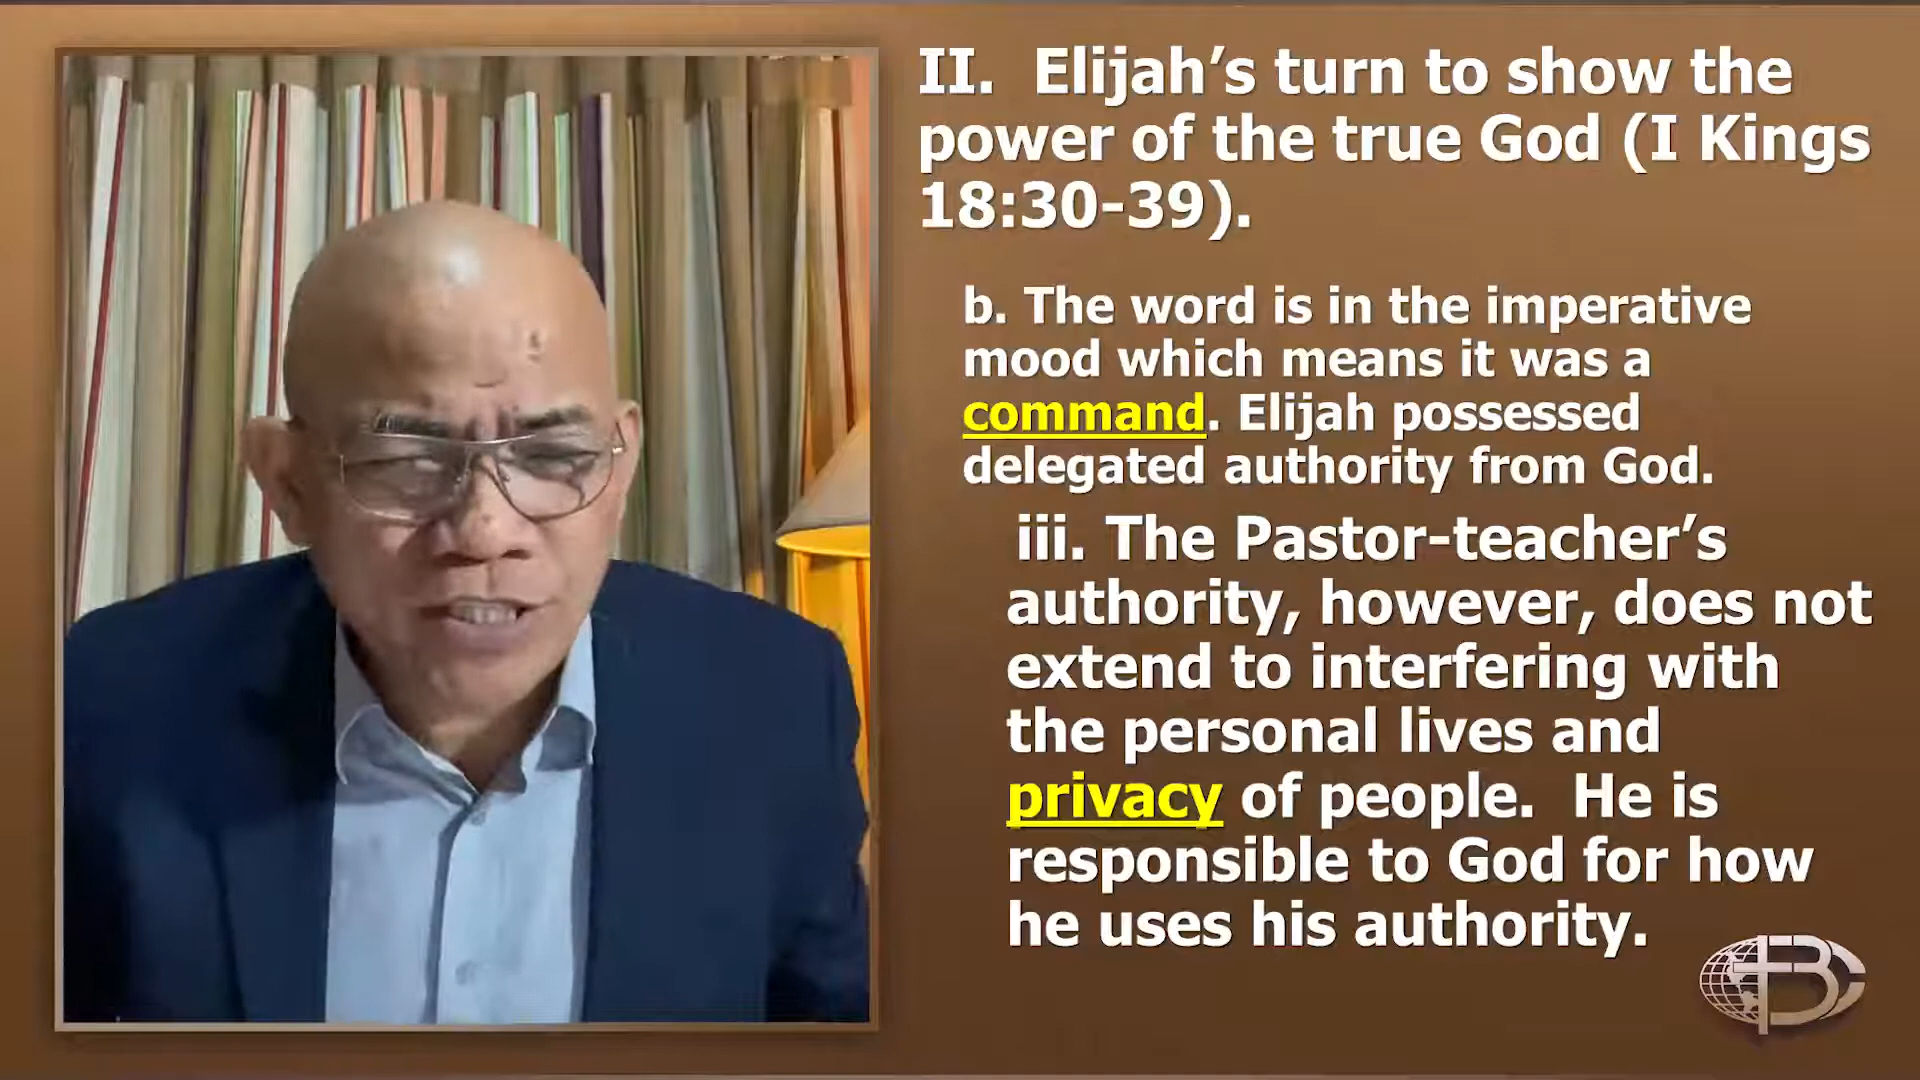 II.  Elijah’s turn to show the
power of the true God (I Kings
18:30-39).
b. The word is in the imperative
mood which means it was a
command. Elijah possessed
delegated authority from God.
iii. The Pastor-teacher’s
authority, however, does not
extend to interfering with
the personal lives and
privacy of people.  He is
responsible to God for how
he uses his authority.
BC